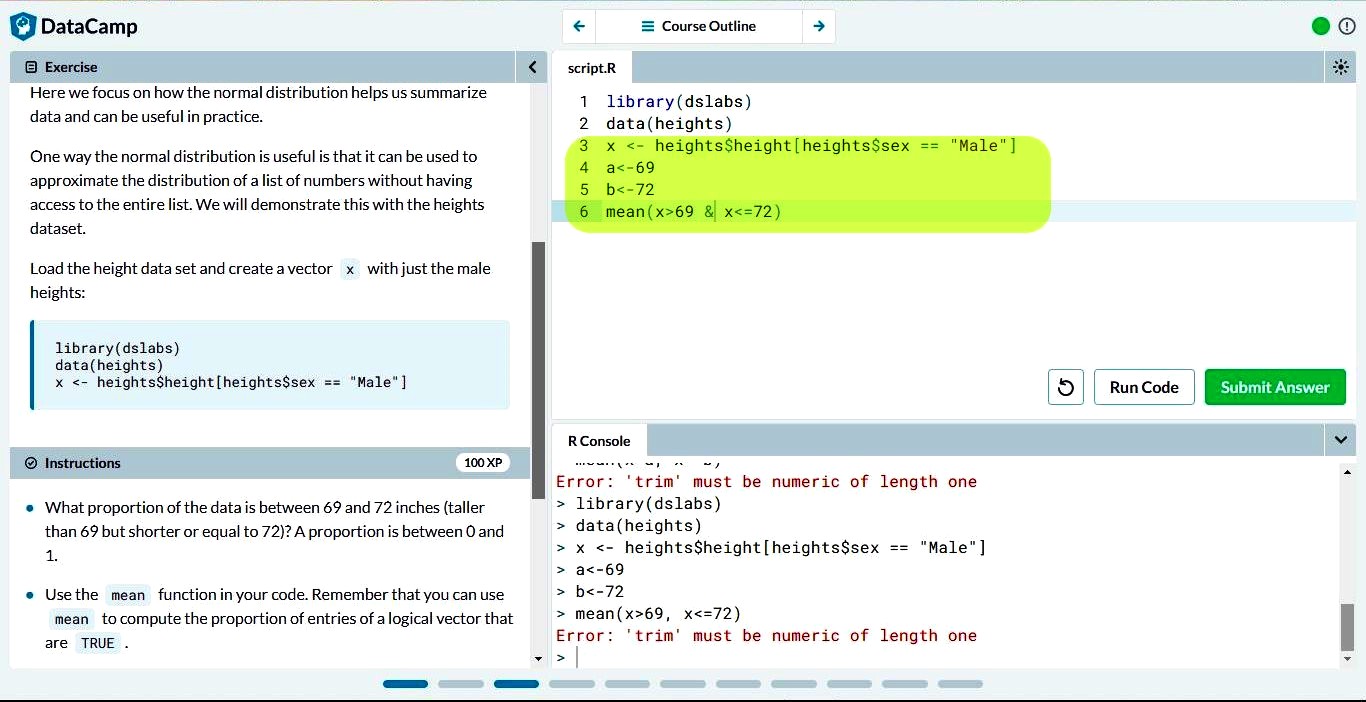 DataCamp
Course Outline
Exercise
Here we focus on how the normal distribution helps us summarize
data and can be useful in practice.
One way the normal distribution is useful is that it can be used to
approximate the distribution of a list of numbers without having
access to the entire list. We will demonstrate this with the heights
dataset.
Load the height data set and create a vector x with just the male
heights:
library(dslabs)
data(heights)
x <- heights$height[heights$sex == "Male"]
Instructions
100 XP
What proportion of the data is between 69 and 72 inches (taller
than 69 but shorter or equal to 72)? A proportion is between 0 and
1.
Use the mean function in your code. Remember that you can use
mean to compute the proportion of entries of a logical vector that
are TRUE .
script.R
1 library(dslabs)
2 data(heights)
3 x <- heights$height[heights$sex == "Male"]
4 a<-69
5 b<-72
6 mean(x>69 & x<=72)
Run Code
Submit Answer
R Console
Error: 'trim' must be numeric of length one
> library(dslabs)
> data(heights)
> x <- heights$height[heights$sex == "Male"]
> a<-69
> b<-72
> mean(x>69, x<=72)
Error: 'trim' must be numeric of length one
>